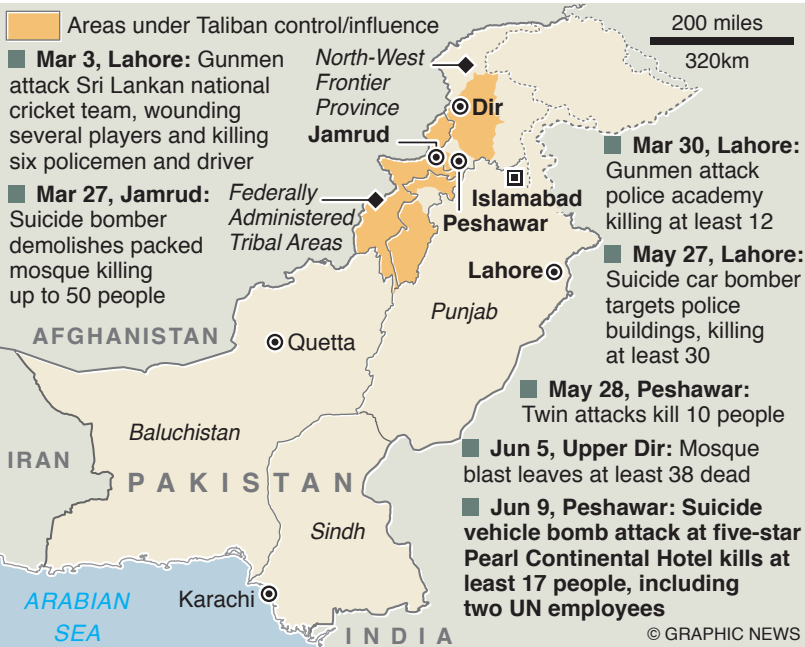 Areas under Taliban control/influence
Mar 3, Lahore: Gunmen
attack Sri Lankan national
cricket team, wounding
several players and killing
six policemen and driver
Mar 27, Jamrud:
Suicide bomber
demolishes packed
mosque killing
up to 50 people
North-West
Frontier
Province
Jamrud
Dir
Federally
Administered
Tribal Areas
Islamabad
Peshawar
Lahore
Punjab
AFGHANISTAN
Quetta
Baluchistan
IRAN
PAKISTAN
Sindh
Karachi
ARABIAN
SEA
INDIA
200 miles
320km
Mar 30, Lahore:
Gunmen attack
police academy
killing at least 12
May 27, Lahore:
Suicide car bomber
targets police
buildings, killing
at least 30
May 28, Peshawar:
Twin attacks kill 10 people
Jun 5, Upper Dir: Mosque
blast leaves at least 38 dead
Jun 9, Peshawar: Suicide
vehicle bomb attack at five-star
Pearl Continental Hotel kills at
least 17 people, including
two UN employees
© GRAPHIC NEWS